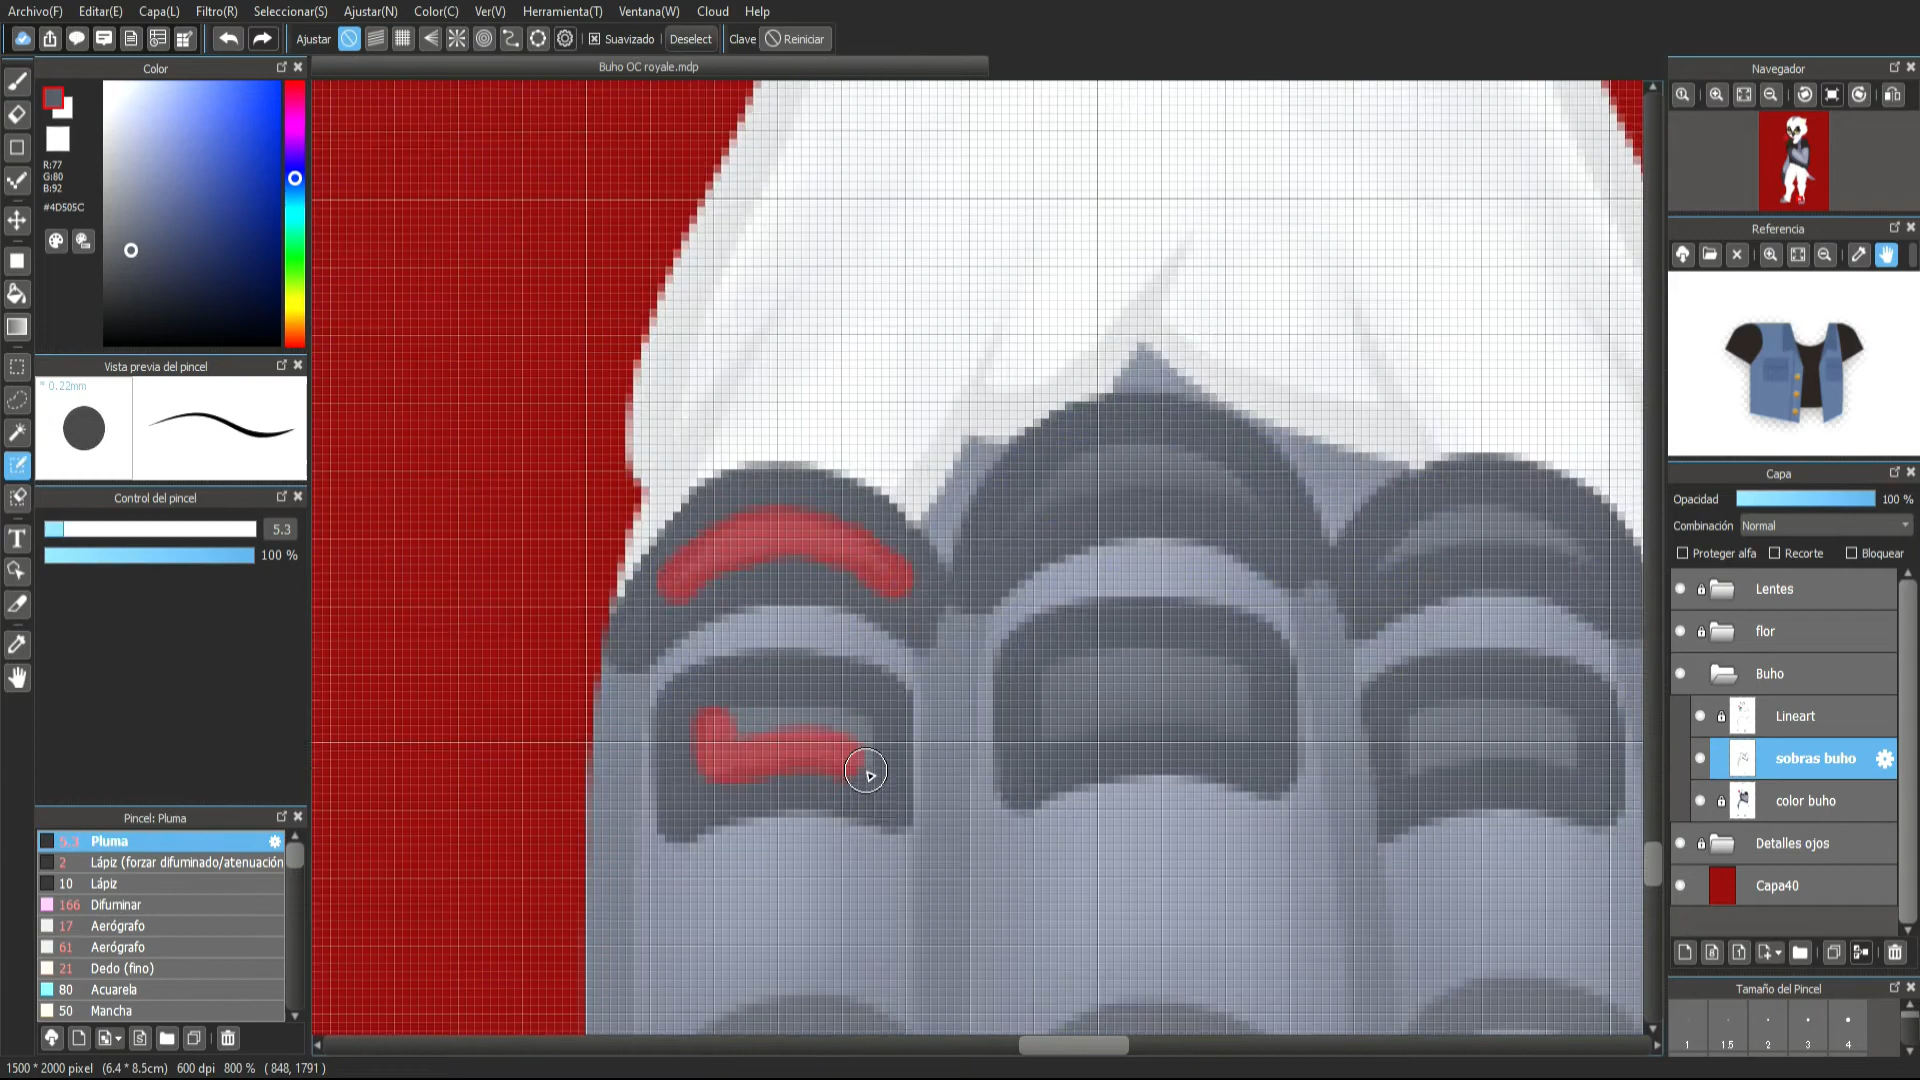 Archivo(F) Editar(E) Capa(L) Filtro(R) Seleccionar(S) Ajustar(N) Color(C) Ver(V) Herramienta(T) Ventana(W) Cloud Help
Ajustar Suavizado Deselect Clave Reiniciar
Color
Buho OC royale.mdp
Navegador
R:77
G:80
B:92
#4D505C
Referencia
Vista previa del pincel
* 0.22mm
Control del pincel
5.3
100 %
Capa
Opacidad 100 %
Combinación Normal
Proteger alfa Recorte Bloquear
Lentes
flor
Buho
Lineart
sobras buho
color buho
Detalles ojos
Capa40
Pincel: Pluma
5.3 Pluma
2 Lápiz (forzar difuminado/atenuación
10 Lápiz
166 Difuminar
17 Aerógrafo
61 Aerógrafo
21 Dedo (fino)
80 Acuarela
50 Mancha
Tamaño del Pincel
1 1.5 2 3 4
1500 * 2000 pixel (6.4 * 8.5cm) 600 dpi 800 % ( 848, 1791 )